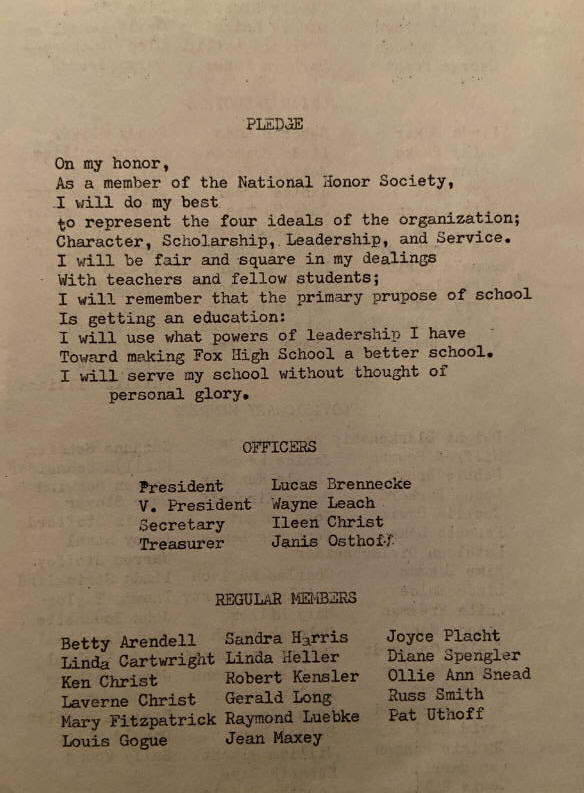 PLEDGE
On my honor,
As a member of the National Honor Society,
I will do my best
to represent the four ideals of the organization;
Character, Scholarship, Leadership, and Service.
I will be fair and square in my dealings
With teachers and fellow students;
I will remember that the primary prupose of school
Is getting an education:
I will use what powers of leadership I have
Toward making Fox High School a better school.
I will serve my school without thought of
personal glory.
OFFICERS
President Lucas Brennecke
V. President Wayne Leach
Secretary Ileen Christ
Treasurer Janis Osthoff
REGULAR MEMBERS
Betty Arendell Sandra Harris Joyce Placht
Linda Cartwright Linda Heller Diane Spengler
Ken Christ Robert Kensler Ollie Ann Snead
Laverne Christ Gerald Long Russ Smith
Mary Fitzpatrick Raymond Luebke Pat Uthoff
Louis Gogue Jean Maxey